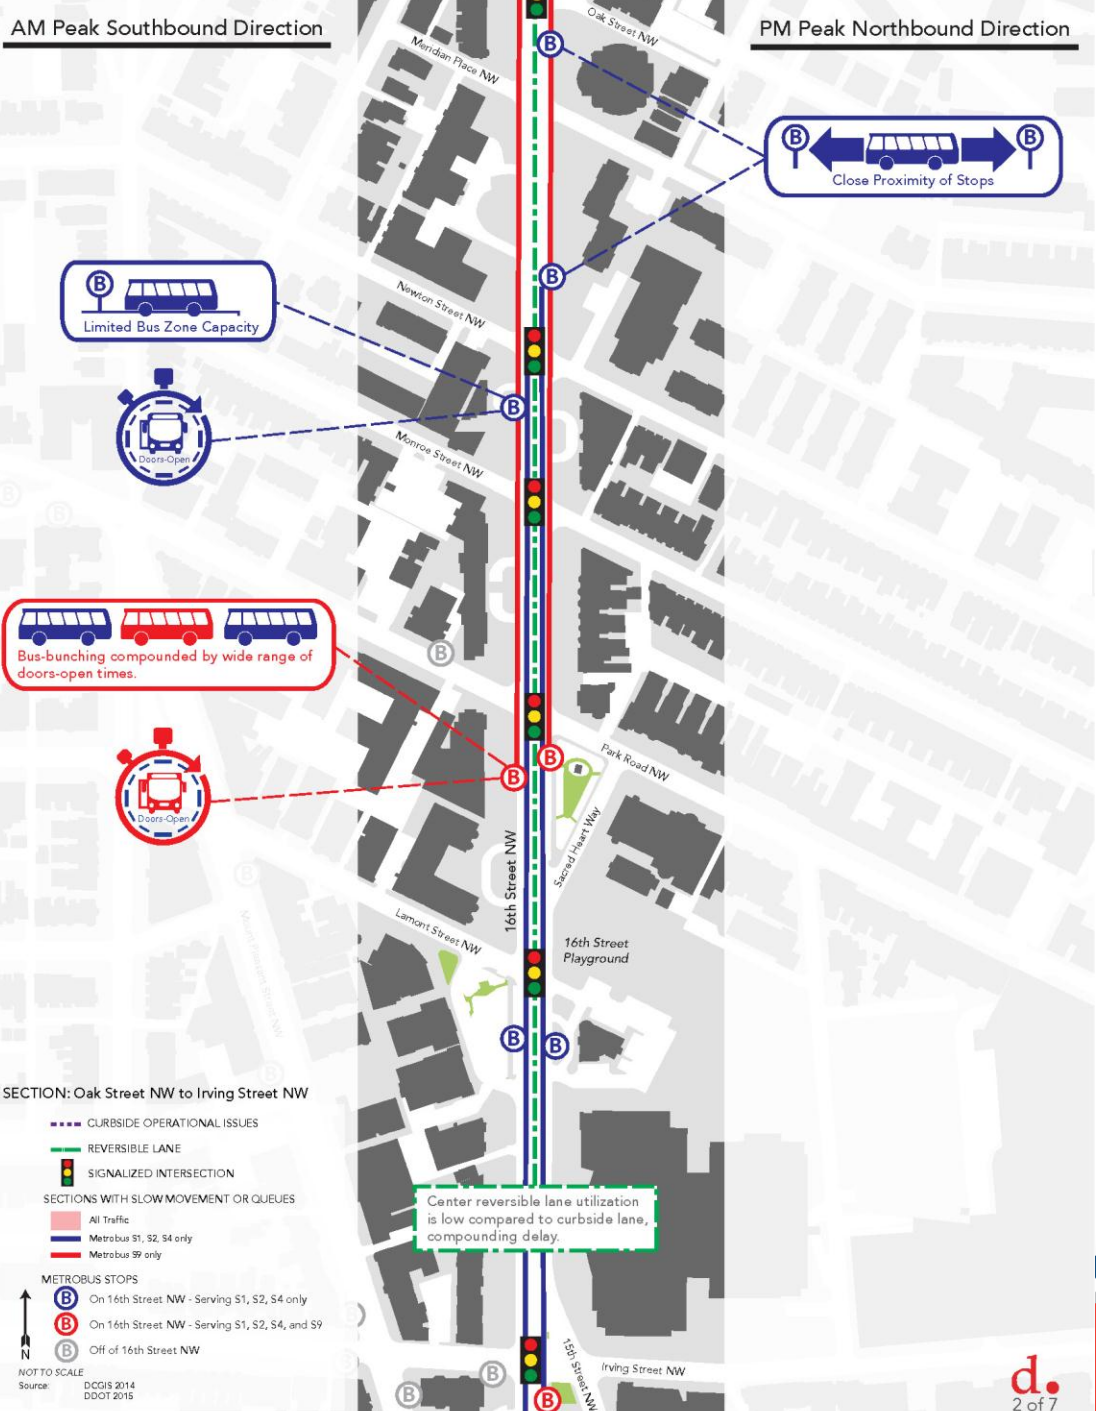 AM Peak Southbound Direction
PM Peak Northbound Direction
Oak Street NW
Meridian Place NW
B
B
B
Close Proximity of Stops
B
Newton Street NW
B
Limited Bus Zone Capacity
B
Doors-Open
Monroe Street NW
B
B
Bus-bunching compounded by wide range of
doors-open times.
B
B
B
Park Road NW
Doors-Open
16th Street NW
Sacred Heart Way
B
Lamont Street NW
16th Street
Playground
B
B
B
SECTION: Oak Street NW to Irving Street NW
CURBSIDE OPERATIONAL ISSUES
REVERSIBLE LANE
SIGNALIZED INTERSECTION
SECTIONS WITH SLOW MOVEMENT OR QUEUES
All Traffic
Metrobus S1, S2, S4 only
Metrobus S9 only
METROBUS STOPS
B On 16th Street NW - Serving S1, S2, S4 only
B On 16th Street NW - Serving S1, S2, S4, and S9
B Off of 16th Street NW
N
NOT TO SCALE
Source: DCGIS 2014
DDOT 2015
Center reversible lane utilization
is low compared to curbside lane,
compounding delay.
15th Street NW
Irving Street NW
B
B
B
d.
2 of 7